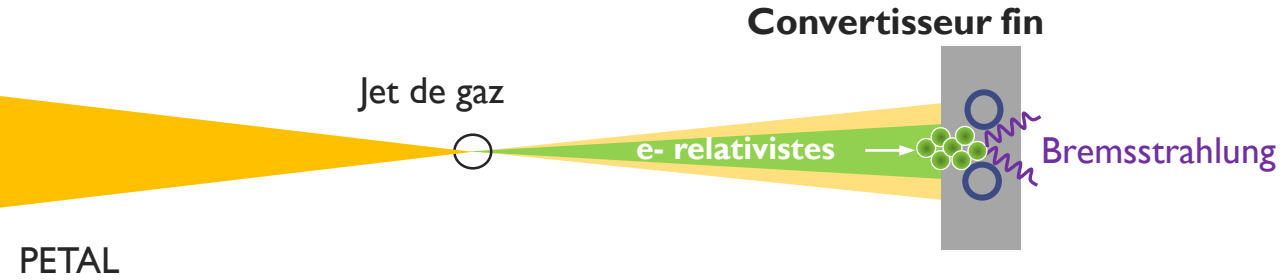 Convertisseur fin
Jet de gaz
e- relativistes
Bremsstrahlung
PETAL